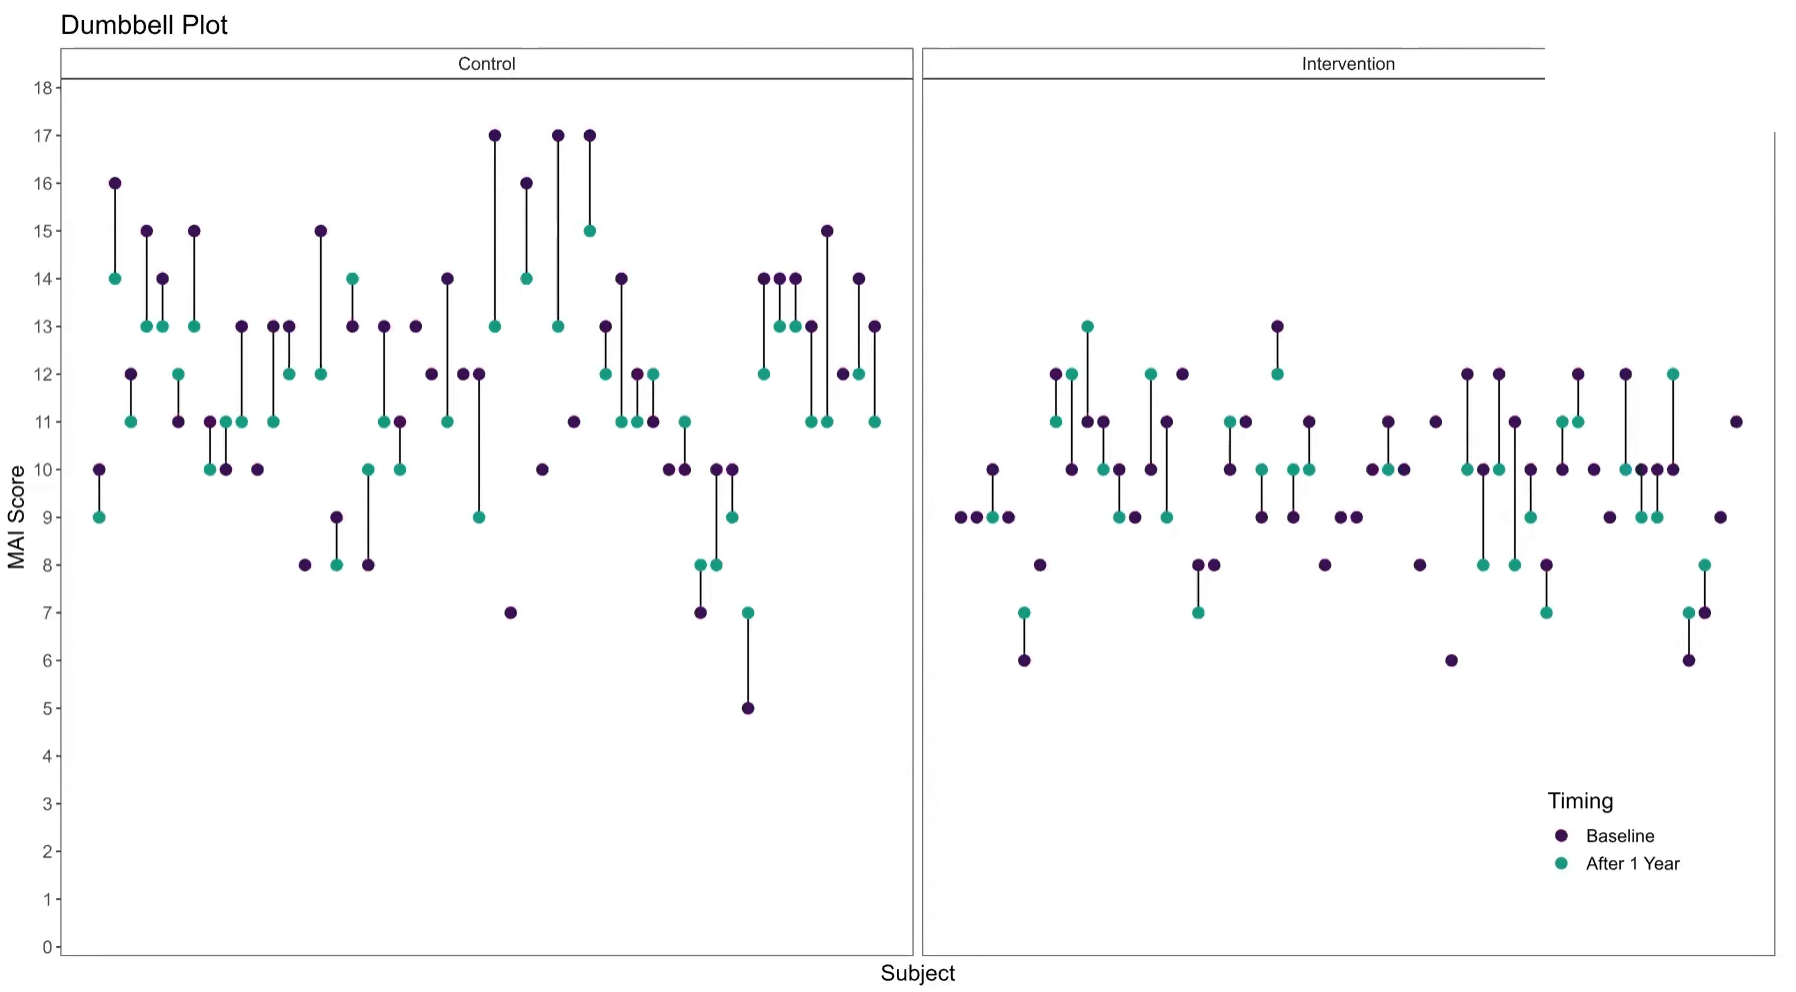 Dumbbell Plot
Control
Intervention
18
17
16
15
14
13
12
11
10
9
8
7
6
5
4
3
2
1
0
MAI Score
Subject
Timing
Baseline
After 1 Year